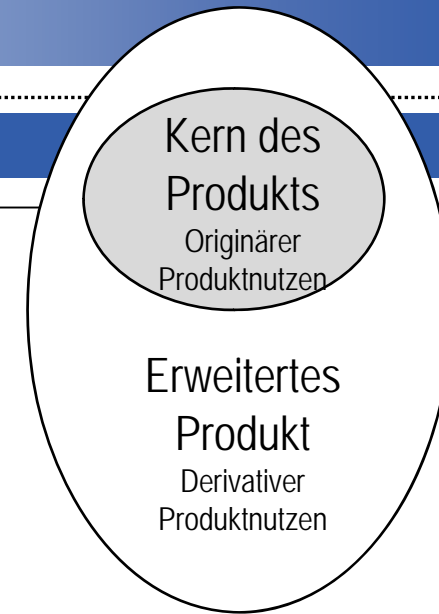 Kern des
Produkts
Originärer
Produktnutzen
Erweitertes
Produkt
Derivativer
Produktnutzen